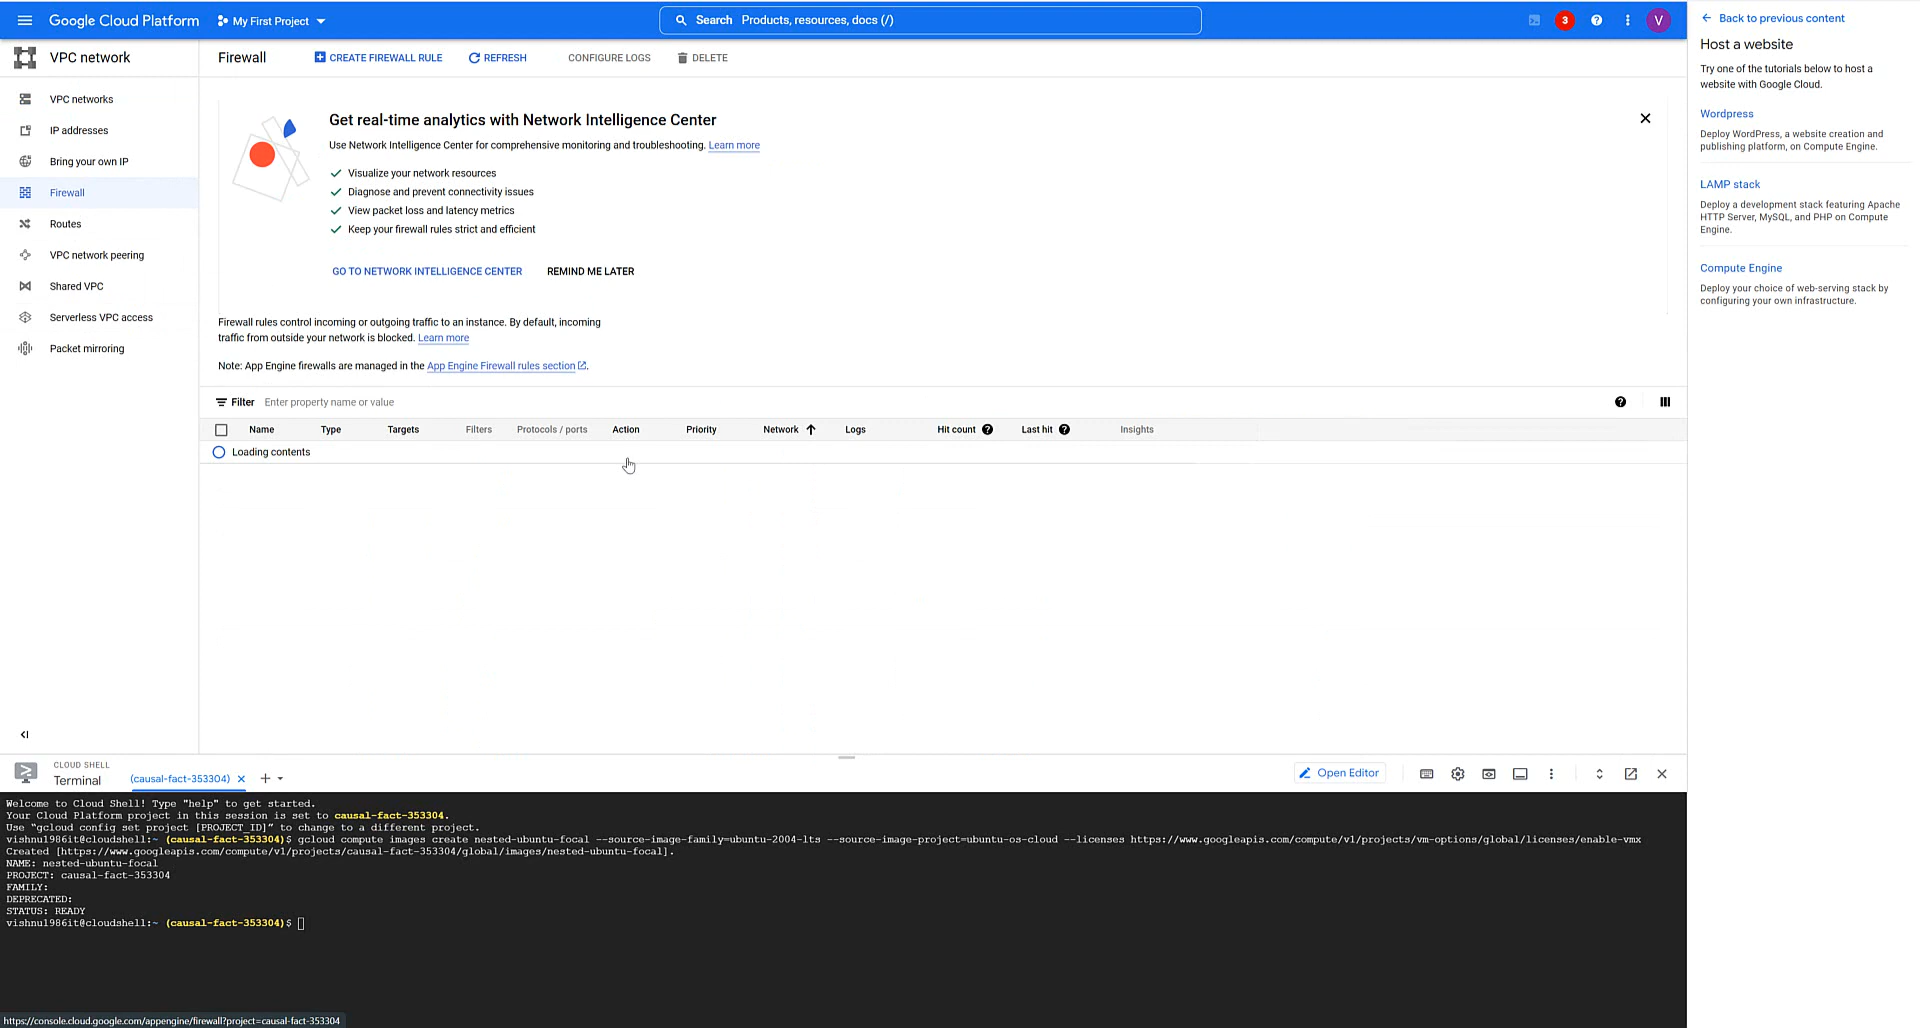 Google Cloud Platform
My First Project
Search Products, resources, docs (/)
3
V
VPC network
VPC networks
IP addresses
Bring your own IP
Firewall
Routes
VPC network peering
Shared VPC
Serverless VPC access
Packet mirroring
Firewall
CREATE FIREWALL RULE
REFRESH
CONFIGURE LOGS
DELETE
Get real-time analytics with Network Intelligence Center
Use Network Intelligence Center for comprehensive monitoring and troubleshooting. Learn more
Visualize your network resources
Diagnose and prevent connectivity issues
View packet loss and latency metrics
Keep your firewall rules strict and efficient
GO TO NETWORK INTELLIGENCE CENTER REMIND ME LATER
Firewall rules control incoming or outgoing traffic to an instance. By default, incoming
traffic from outside your network is blocked. Learn more
Note: App Engine firewalls are managed in the App Engine Firewall rules section.
Filter Enter property name or value
Name Type Targets Filters Protocols / ports Action Priority Network Logs Hit count Last hit Insights
Loading contents
Back to previous content
Host a website
Try one of the tutorials below to host a
website with Google Cloud.
Wordpress
Deploy WordPress, a website creation and
publishing platform, on Compute Engine.
LAMP stack
Deploy a development stack featuring Apache
HTTP Server, MySQL, and PHP on Compute
Engine.
Compute Engine
Deploy your choice of web-serving stack by
configuring your own infrastructure.
CLOUD SHELL
Terminal
(causal-fact-353304)
Open Editor
Welcome to Cloud Shell! Type "help" to get started.
Your Cloud Platform project in this session is set to causal-fact-353304.
Use “gcloud config set project [PROJECT_ID]” to change to a different project.
vishnu1986it@cloudshell:~ (causal-fact-353304)$ gcloud compute images create nested-ubuntu-focal --source-image-family=ubuntu-2004-lts --source-image-project=ubuntu-os-cloud --licenses https://www.googleapis.com/compute/v1/projects/vm-options/global/licenses/enable-vmx
Created [https://www.googleapis.com/compute/v1/projects/causal-fact-353304/global/images/nested-ubuntu-focal].
NAME: nested-ubuntu-focal
PROJECT: causal-fact-353304
FAMILY:
DEPRECATED:
STATUS: READY
vishnu1986it@cloudshell:~ (causal-fact-353304)$
https://console.cloud.google.com/appengine/firewall?project=causal-fact-353304